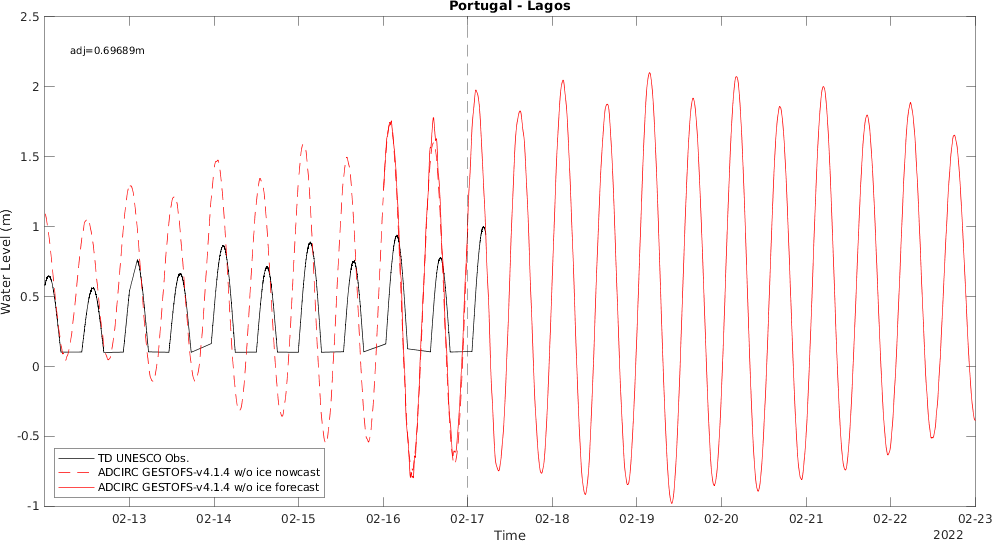 Portugal - Lagos
adj=0.69689m
Water Level (m)
2.5
2
1.5
1
0.5
0
-0.5
-1
TD UNESCO Obs.
ADCIRC GESTOFS-v4.1.4 w/o ice nowcast
ADCIRC GESTOFS-v4.1.4 w/o ice forecast
02-13 02-14 02-15 02-16 02-17 02-18 02-19 02-20 02-21 02-22 02-23
Time
2022